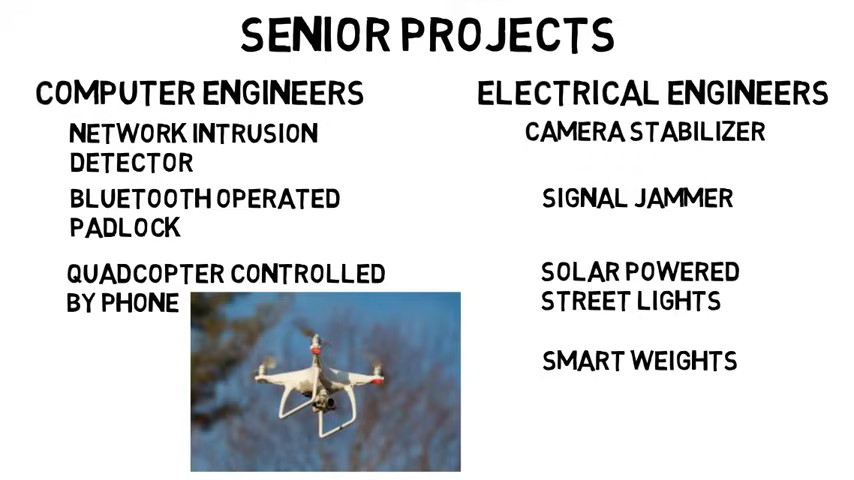 SENIOR PROJECTS
COMPUTER ENGINEERS
NETWORK INTRUSION
DETECTOR
BLUETOOTH OPERATED
PADLOCK
QUADCOPTER CONTROLLED
BY PHONE
ELECTRICAL ENGINEERS
CAMERA STABILIZER
SIGNAL JAMMER
SOLAR POWERED
STREET LIGHTS
SMART WEIGHTS